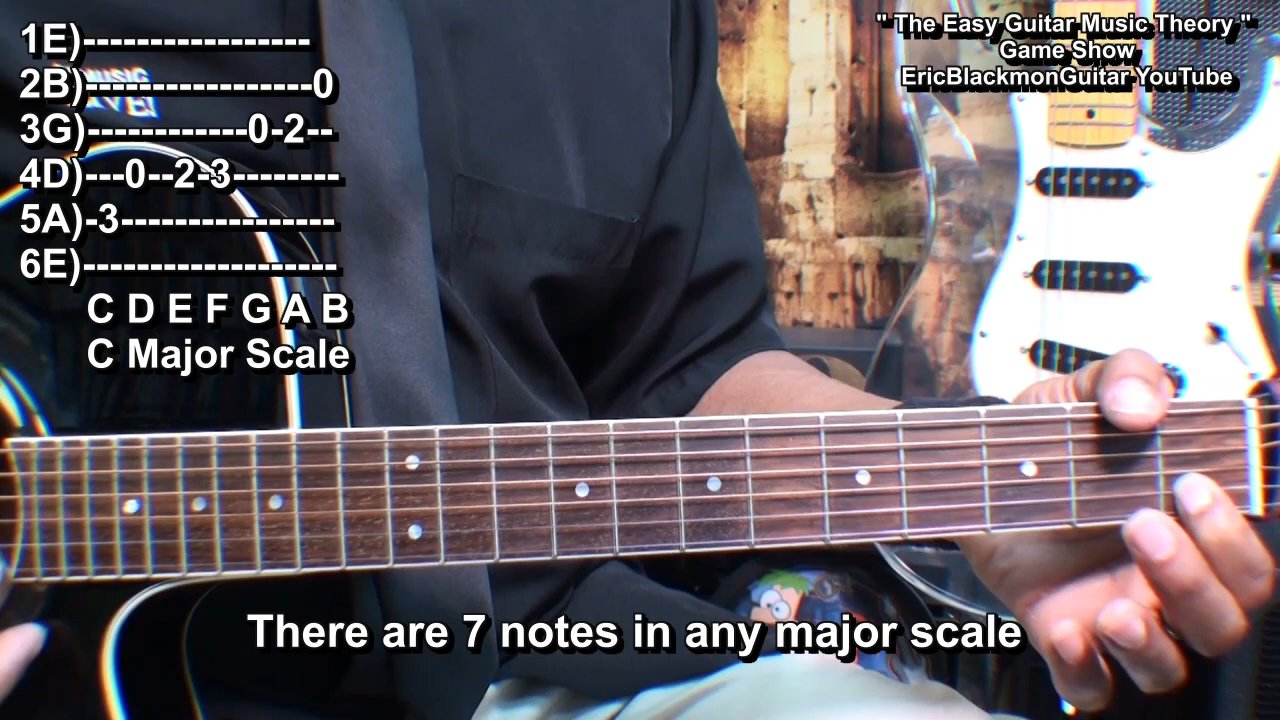 1E)-----------------
2B)-----------------0
3G)------------0-2--
4D)---0--2-3--------
5A)-3----------------
6E)-------------------
C D E F G A B
C Major Scale
" The Easy Guitar Music Theory "
Game Show
EricBlackmonGuitar YouTube
MUSIC
There are 7 notes in any major scale